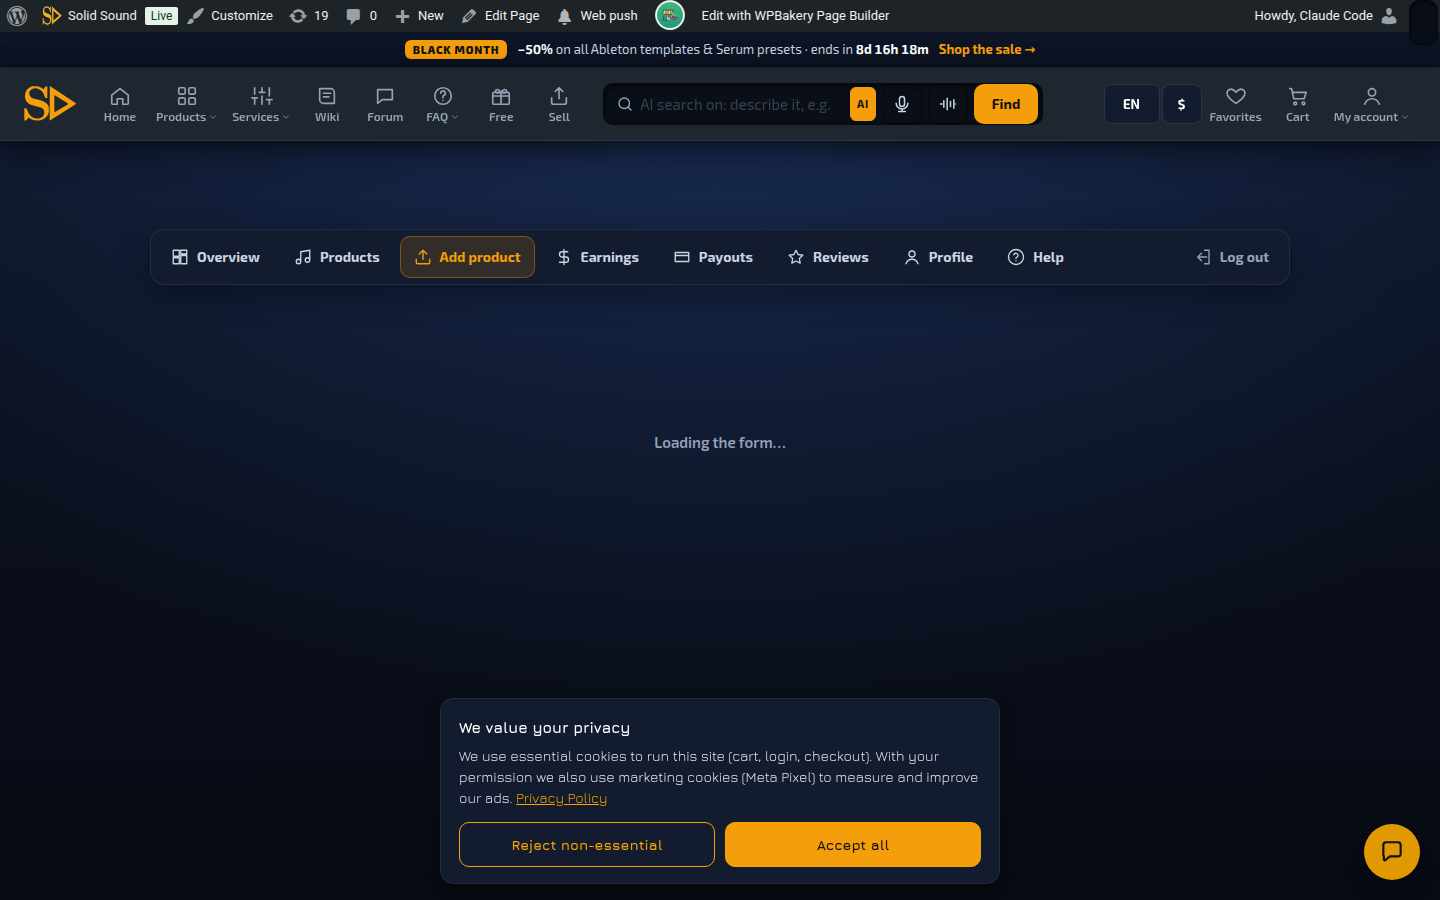 Solid Sound Live Customize 19 0 New Edit Page Web push Edit with WPBakery Page Builder Howdy, Claude Code
BLACK MONTH −50% on all Ableton templates & Serum presets · ends in 8d 16h 18m Shop the sale →
Home Products Services Wiki Forum FAQ Free Sell AI search on: describe it, e.g. AI Find EN $ Favorites Cart My account
Overview Products Add product Earnings Payouts Reviews Profile Help Log out
Loading the form...
We value your privacy
We use essential cookies to run this site (cart, login, checkout). With your
permission we also use marketing cookies (Meta Pixel) to measure and improve
our ads. Privacy Policy
Reject non-essential Accept all